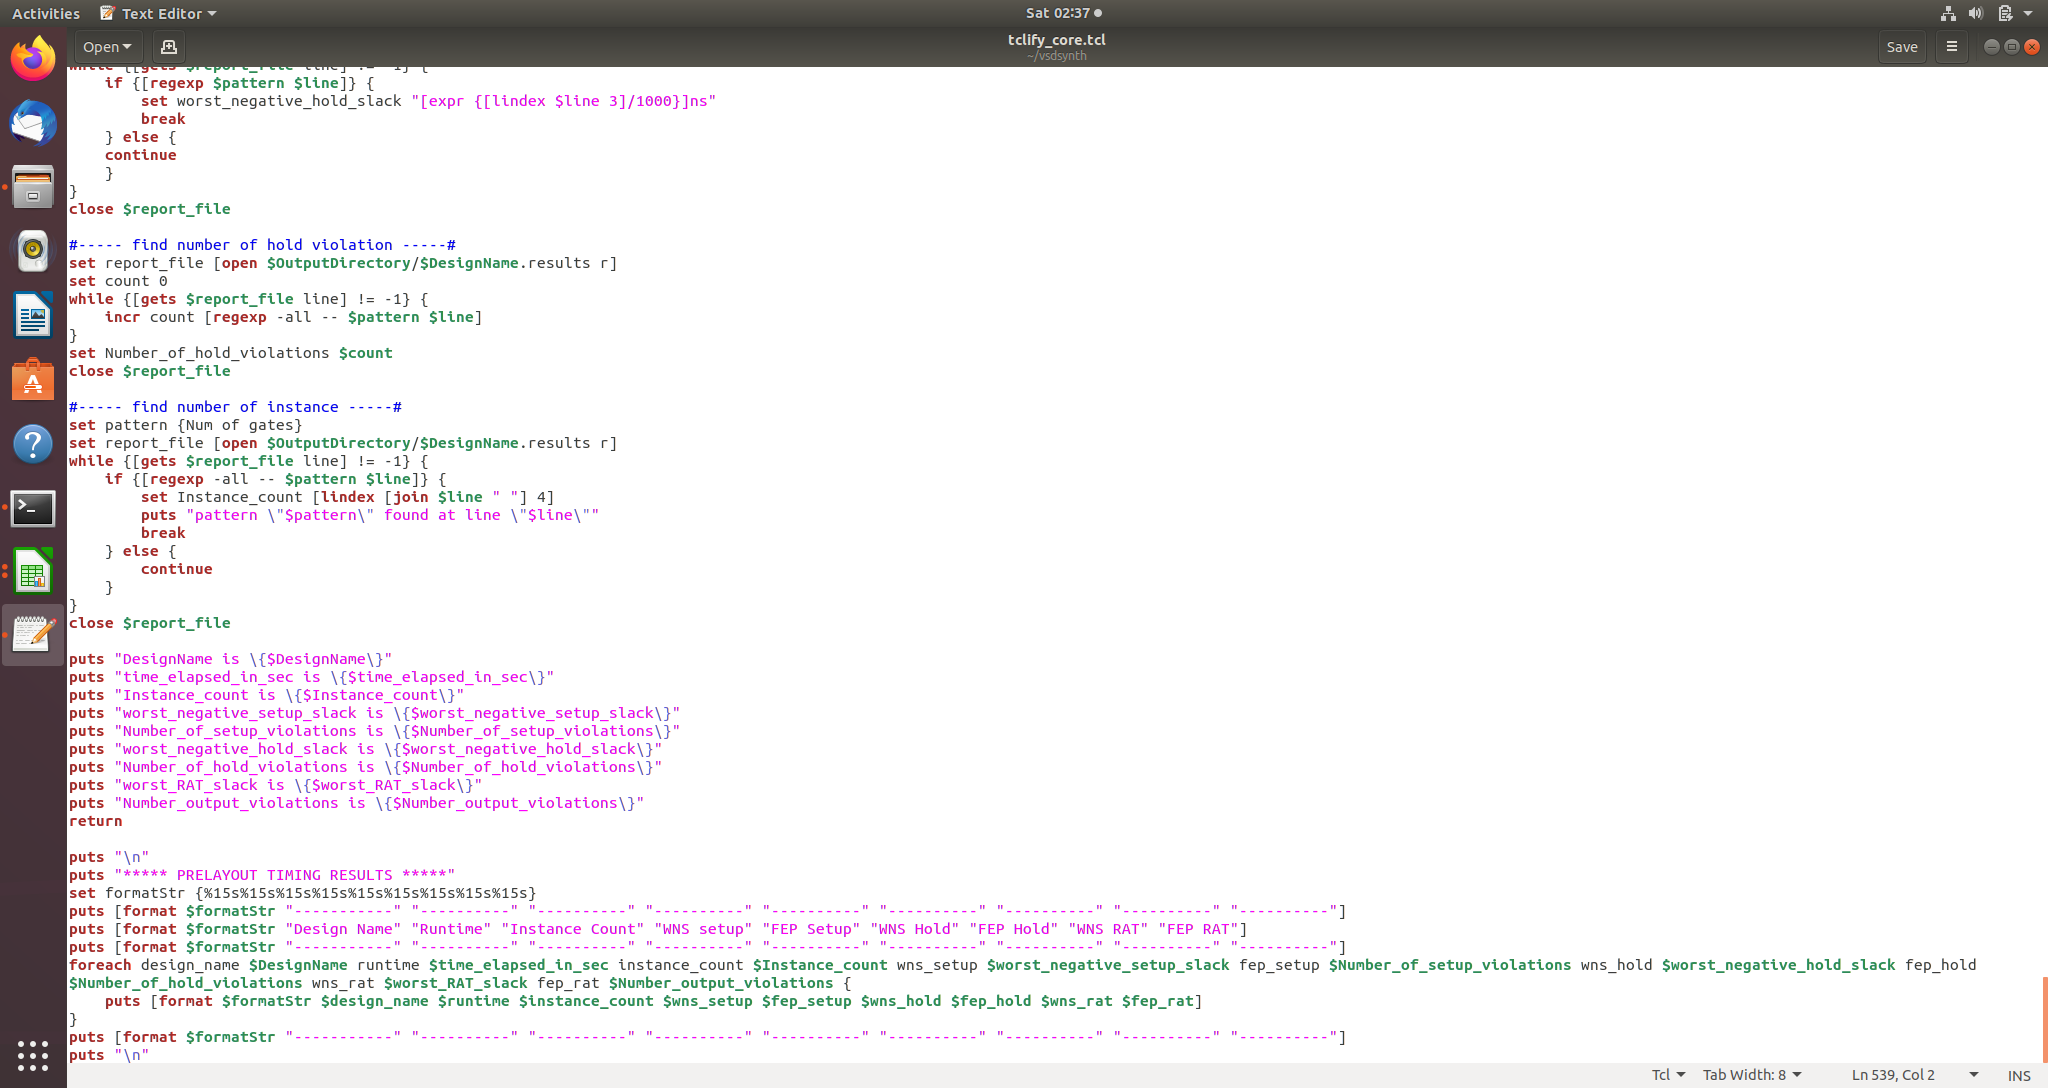 Activities Text Editor Sat 02:37
Open tclify_core.tcl Save
~/vsdsynth
while {[gets $report_file line] != -1} {
    if {[regexp $pattern $line]} {
        set worst_negative_hold_slack "[expr {[lindex $line 3]/1000}]ns"
        break
    } else {
    continue
    }
}
close $report_file

#----- find number of hold violation -----#
set report_file [open $OutputDirectory/$DesignName.results r]
set count 0
while {[gets $report_file line] != -1} {
    incr count [regexp -all -- $pattern $line]
}
set Number_of_hold_violations $count
close $report_file

#----- find number of instance -----#
set pattern {Num of gates}
set report_file [open $OutputDirectory/$DesignName.results r]
while {[gets $report_file line] != -1} {
    if {[regexp -all -- $pattern $line]} {
        set Instance_count [lindex [join $line " "] 4]
        puts "pattern \"$pattern\" found at line \"$line\""
        break
    } else {
        continue
    }
}
close $report_file

puts "DesignName is \{$DesignName\}"
puts "time_elapsed_in_sec is \{$time_elapsed_in_sec\}"
puts "Instance_count is \{$Instance_count\}"
puts "worst_negative_setup_slack is \{$worst_negative_setup_slack\}"
puts "Number_of_setup_violations is \{$Number_of_setup_violations\}"
puts "worst_negative_hold_slack is \{$worst_negative_hold_slack\}"
puts "Number_of_hold_violations is \{$Number_of_hold_violations\}"
puts "worst_RAT_slack is \{$worst_RAT_slack\}"
puts "Number_output_violations is \{$Number_output_violations\}"
return

puts "\n"
puts "***** PRELAYOUT TIMING RESULTS *****"
set formatStr {%15s%15s%15s%15s%15s%15s%15s%15s%15s}
puts [format $formatStr "-----------" "----------" "----------" "----------" "----------" "----------" "----------" "----------" "----------"]
puts [format $formatStr "Design Name" "Runtime" "Instance Count" "WNS setup" "FEP Setup" "WNS Hold" "FEP Hold" "WNS RAT" "FEP RAT"]
puts [format $formatStr "-----------" "----------" "----------" "----------" "----------" "----------" "----------" "----------" "----------"]
foreach design_name $DesignName runtime $time_elapsed_in_sec instance_count $Instance_count wns_setup $worst_negative_setup_slack fep_setup $Number_of_setup_violations wns_hold $worst_negative_hold_slack fep_hold
$Number_of_hold_violations wns_rat $worst_RAT_slack fep_rat $Number_output_violations {
    puts [format $formatStr $design_name $runtime $instance_count $wns_setup $fep_setup $wns_hold $fep_hold $wns_rat $fep_rat]
}
puts [format $formatStr "-----------" "----------" "----------" "----------" "----------" "----------" "----------" "----------" "----------"]
puts "\n"
Tcl Tab Width: 8 Ln 539, Col 2 INS